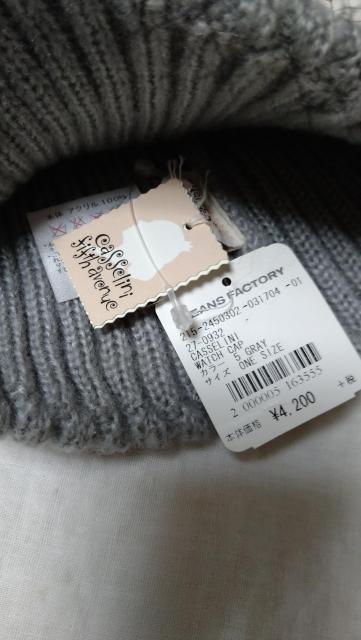 本体 アクリル100%
Casselini
fifth avenue
JEANS FACTORY
215-2450302-031704 -01
27-0932
CASSELINI
WATCH CAP
カラー 5 GRAY
サイズ ONE SIZE
2 000005 163555
本体価格 ¥4,200 +税